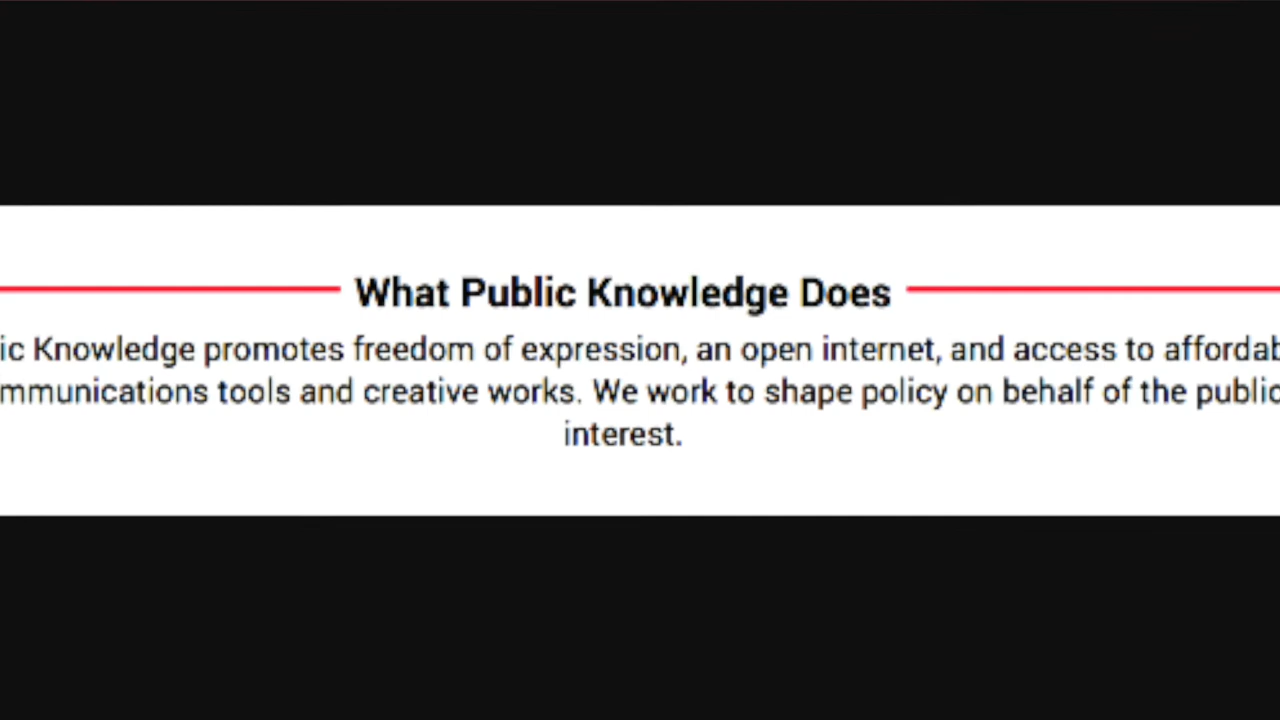 What Public Knowledge Does
ic Knowledge promotes freedom of expression, an open internet, and access to affordab
mmunications tools and creative works. We work to shape policy on behalf of the public
interest.